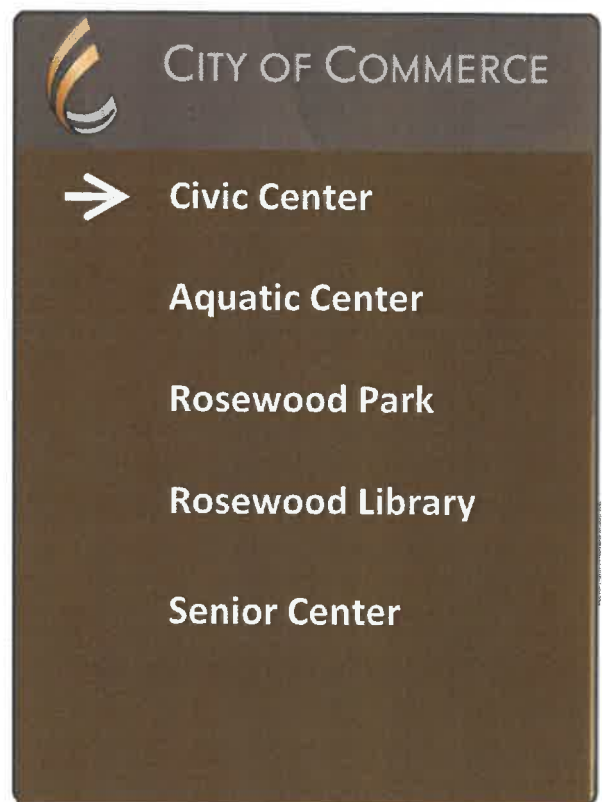 CITY OF COMMERCE
Civic Center
Aquatic Center
Rosewood Park
Rosewood Library
Senior Center